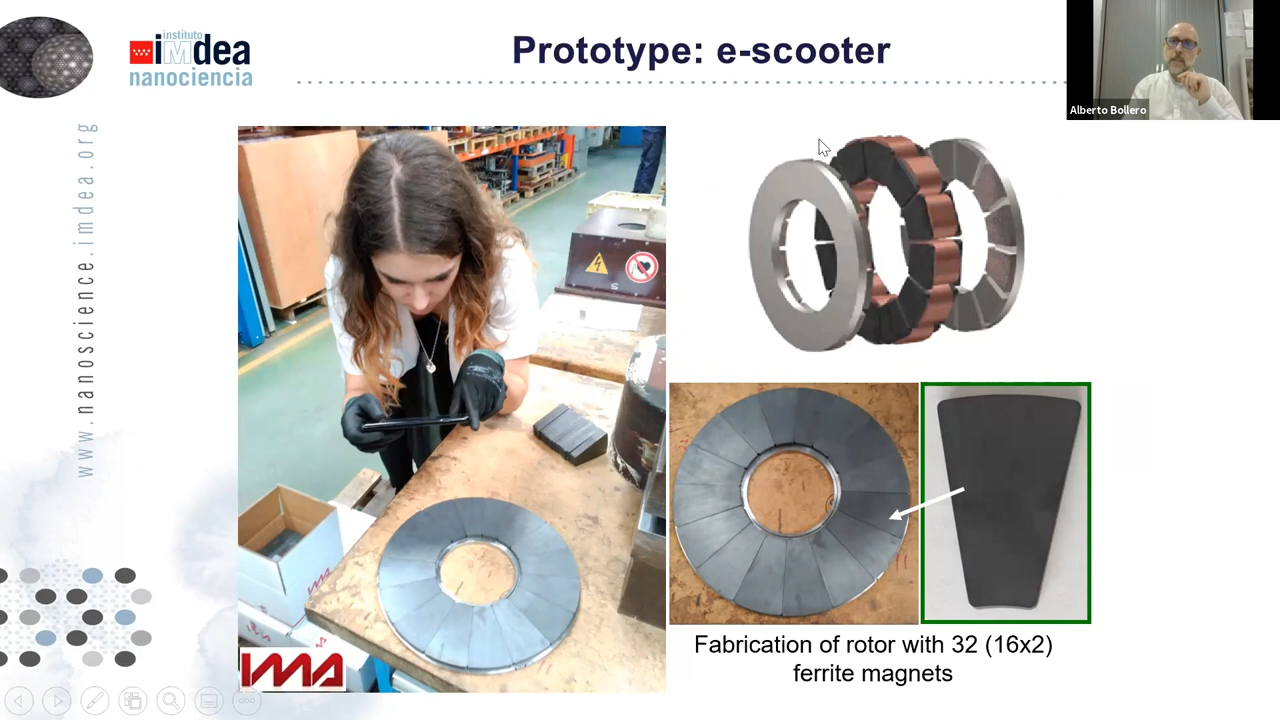 instituto
iMdea
nanociencia
Prototype: e-scooter
Alberto Bollero
www.nanoscience.imdea.org
IMA
Fabrication of rotor with 32 (16x2)
ferrite magnets